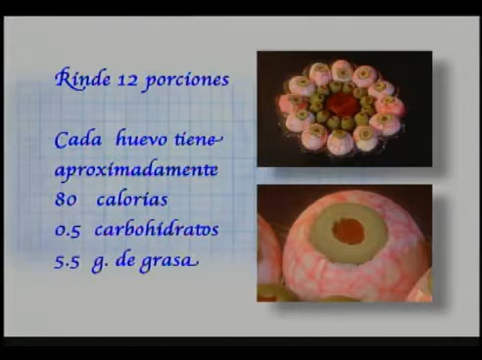 Rinde 12 porciones
Cada huevo tiene
aproximadamente
80 calorias
0.5 carbohidratos
5.5 g. de grasa